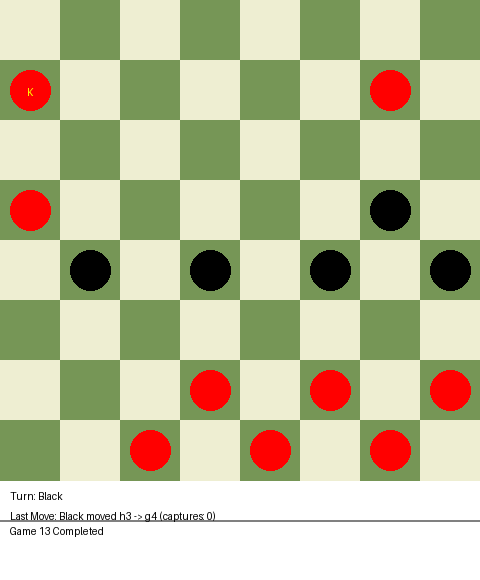 K
Turn: Black
Last Move: Black moved h3 -> g4 (captures: 0)
Game 13 Completed